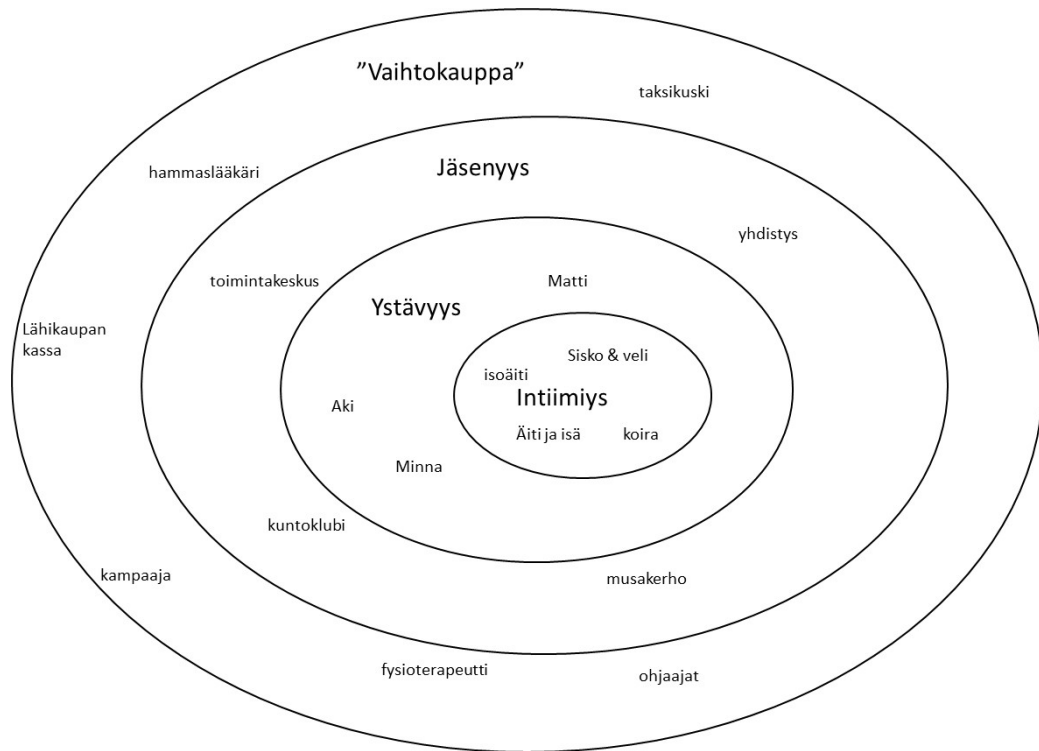 ”Vaihtokauppa”
taksikuski
hammaslääkäri
Jäsenyys
yhdistys
toimintakeskus
Matti
Ystävyys
Lähikaupan
kassa
Sisko & veli
isoäiti
Intiimiys
Aki
Äiti ja isä
koira
Minna
kuntoklubi
kampaaja
musakerho
fysioterapeutti
ohjaajat